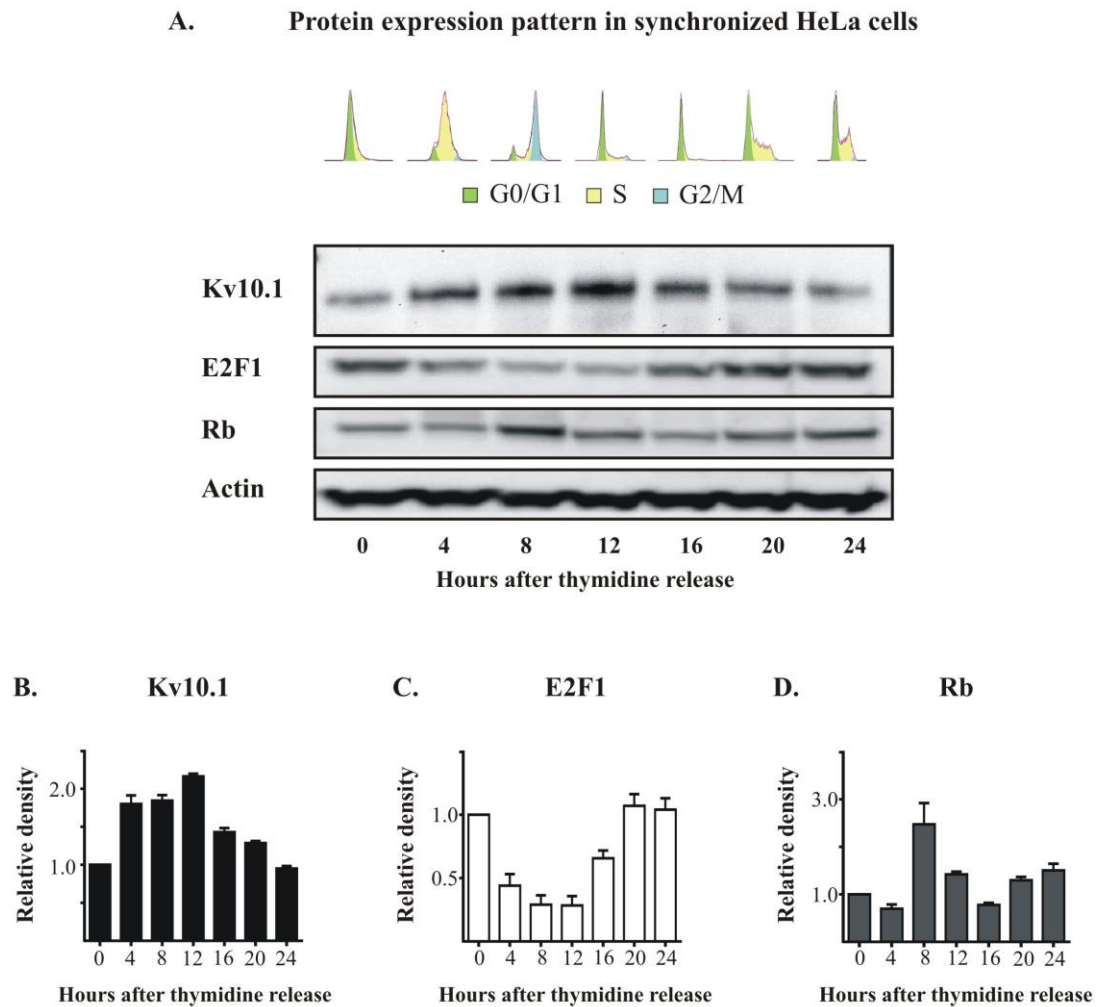 A. Protein expression pattern in synchronized HeLa cells
G0/G1 S G2/M
Kv10.1
E2F1
Rb
Actin
0 4 8 12 16 20 24
Hours after thymidine release
B. Kv10.1
Relative density
2.0
1.0
0 4 8 12 16 20 24
Hours after thymidine release
C. E2F1
Relative density
1.0
0.5
0 4 8 12 16 20 24
Hours after thymidine release
D. Rb
Relative density
3.0
1.0
0 4 8 12 16 20 24
Hours after thymidine release